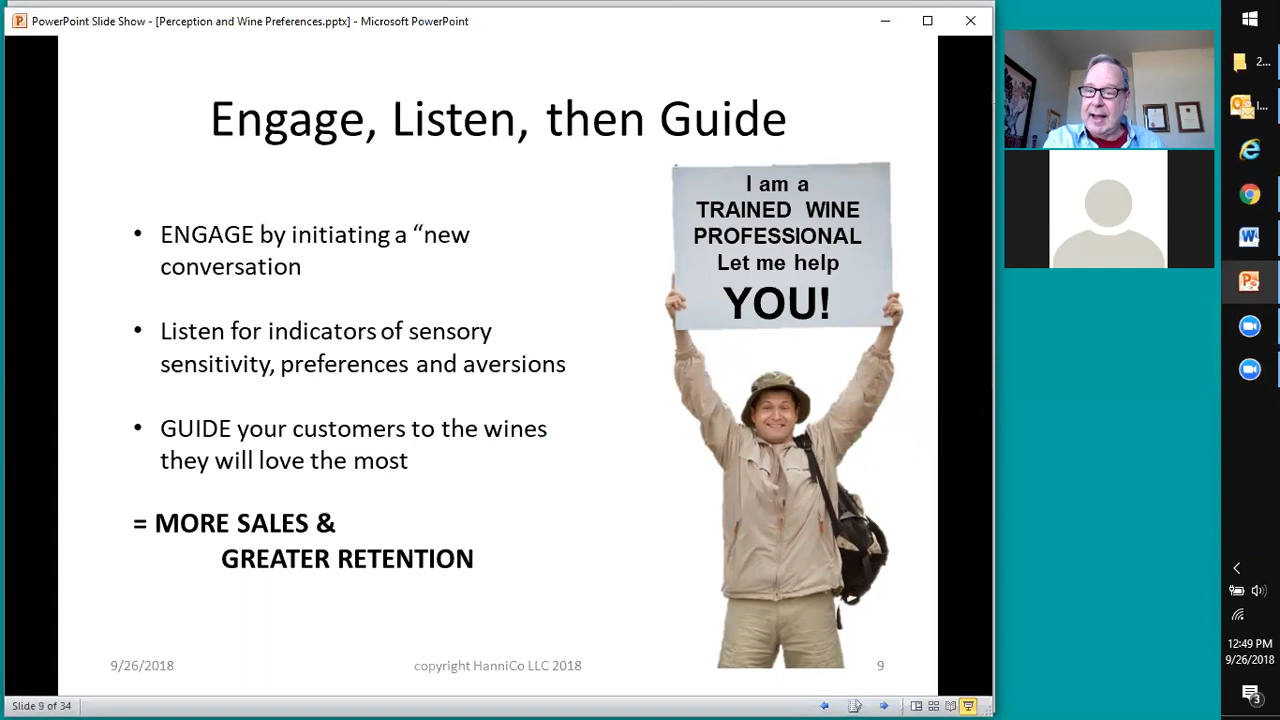 PowerPoint Slide Show - [Perception and Wine Preferences.pptx] - Microsoft PowerPoint
Engage, Listen, then Guide
• ENGAGE by initiating a “new
conversation
• Listen for indicators of sensory
sensitivity, preferences and aversions
• GUIDE your customers to the wines
they will love the most
= MORE SALES &
GREATER RETENTION
I am a
TRAINED WINE
PROFESSIONAL
Let me help
YOU!
9/26/2018
copyright HanniCo LLC 2018
9
Slide 9 of 34
2...
I...
12:49 PM
9/26/2018
3